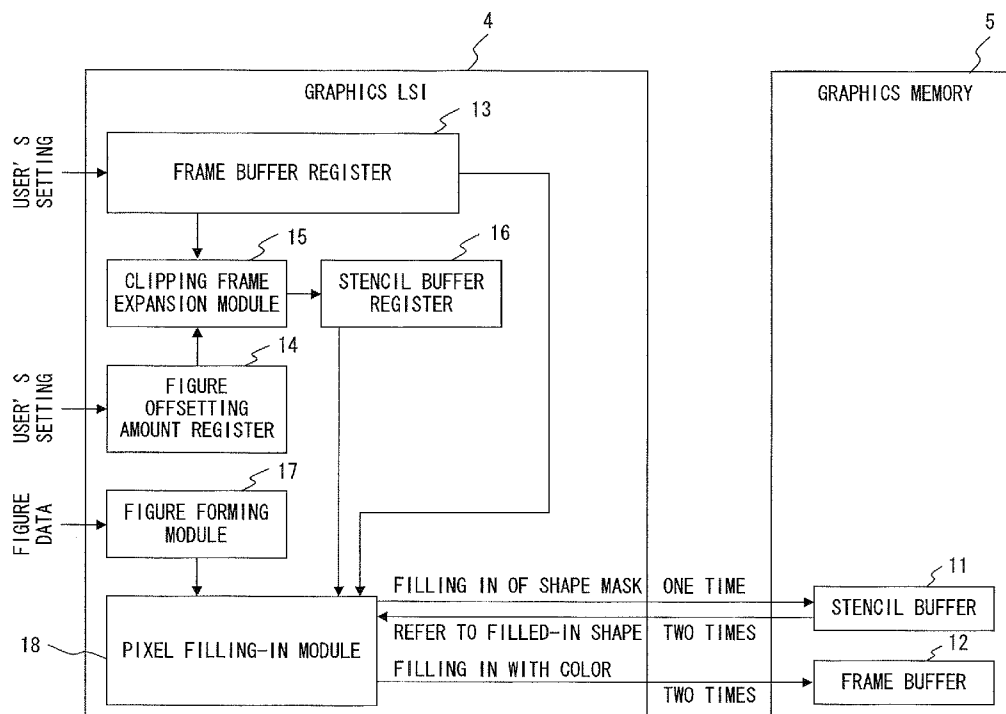 4
5
GRAPHICS LSI
GRAPHICS MEMORY
13
USER'S
SETTING
FRAME BUFFER REGISTER
15
16
CLIPPING FRAME
EXPANSION MODULE
STENCIL BUFFER
REGISTER
14
USER'S
SETTING
FIGURE
OFFSETTING
AMOUNT REGISTER
17
FIGURE
DATA
FIGURE FORMING
MODULE
FILLING IN OF SHAPE MASK ONE TIME
11
STENCIL BUFFER
REFER TO FILLED-IN SHAPE TWO TIMES
18
PIXEL FILLING-IN MODULE
FILLING IN WITH COLOR
12
TWO TIMES
FRAME BUFFER